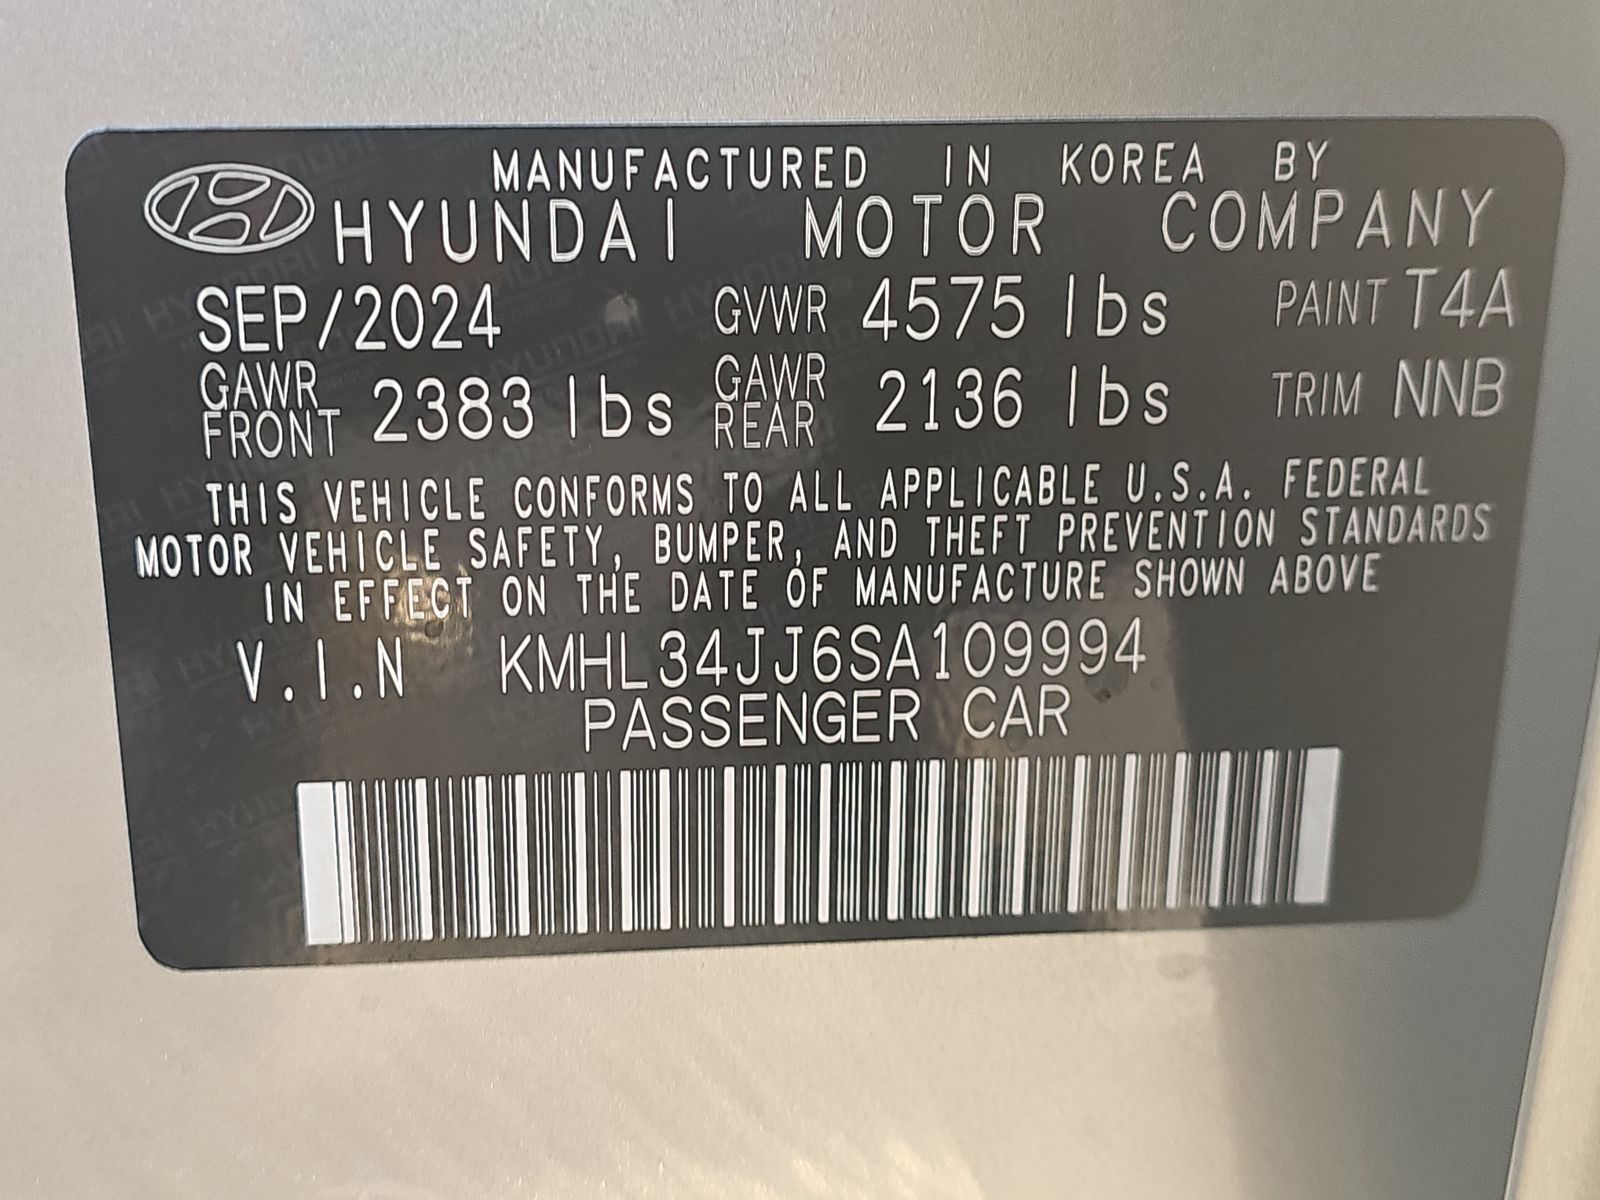 MANUFACTURED IN KOREA BY
HYUNDAI MOTOR COMPANY
SEP/2024 GVWR 4575 lbs PAINT T4A
GAWR FRONT 2383 lbs GAWR REAR 2136 lbs TRIM NNB
THIS VEHICLE CONFORMS TO ALL APPLICABLE U.S.A. FEDERAL
MOTOR VEHICLE SAFETY, BUMPER, AND THEFT PREVENTION STANDARDS
IN EFFECT ON THE DATE OF MANUFACTURE SHOWN ABOVE
V.I.N KMHL34JJ6SA109994
PASSENGER CAR